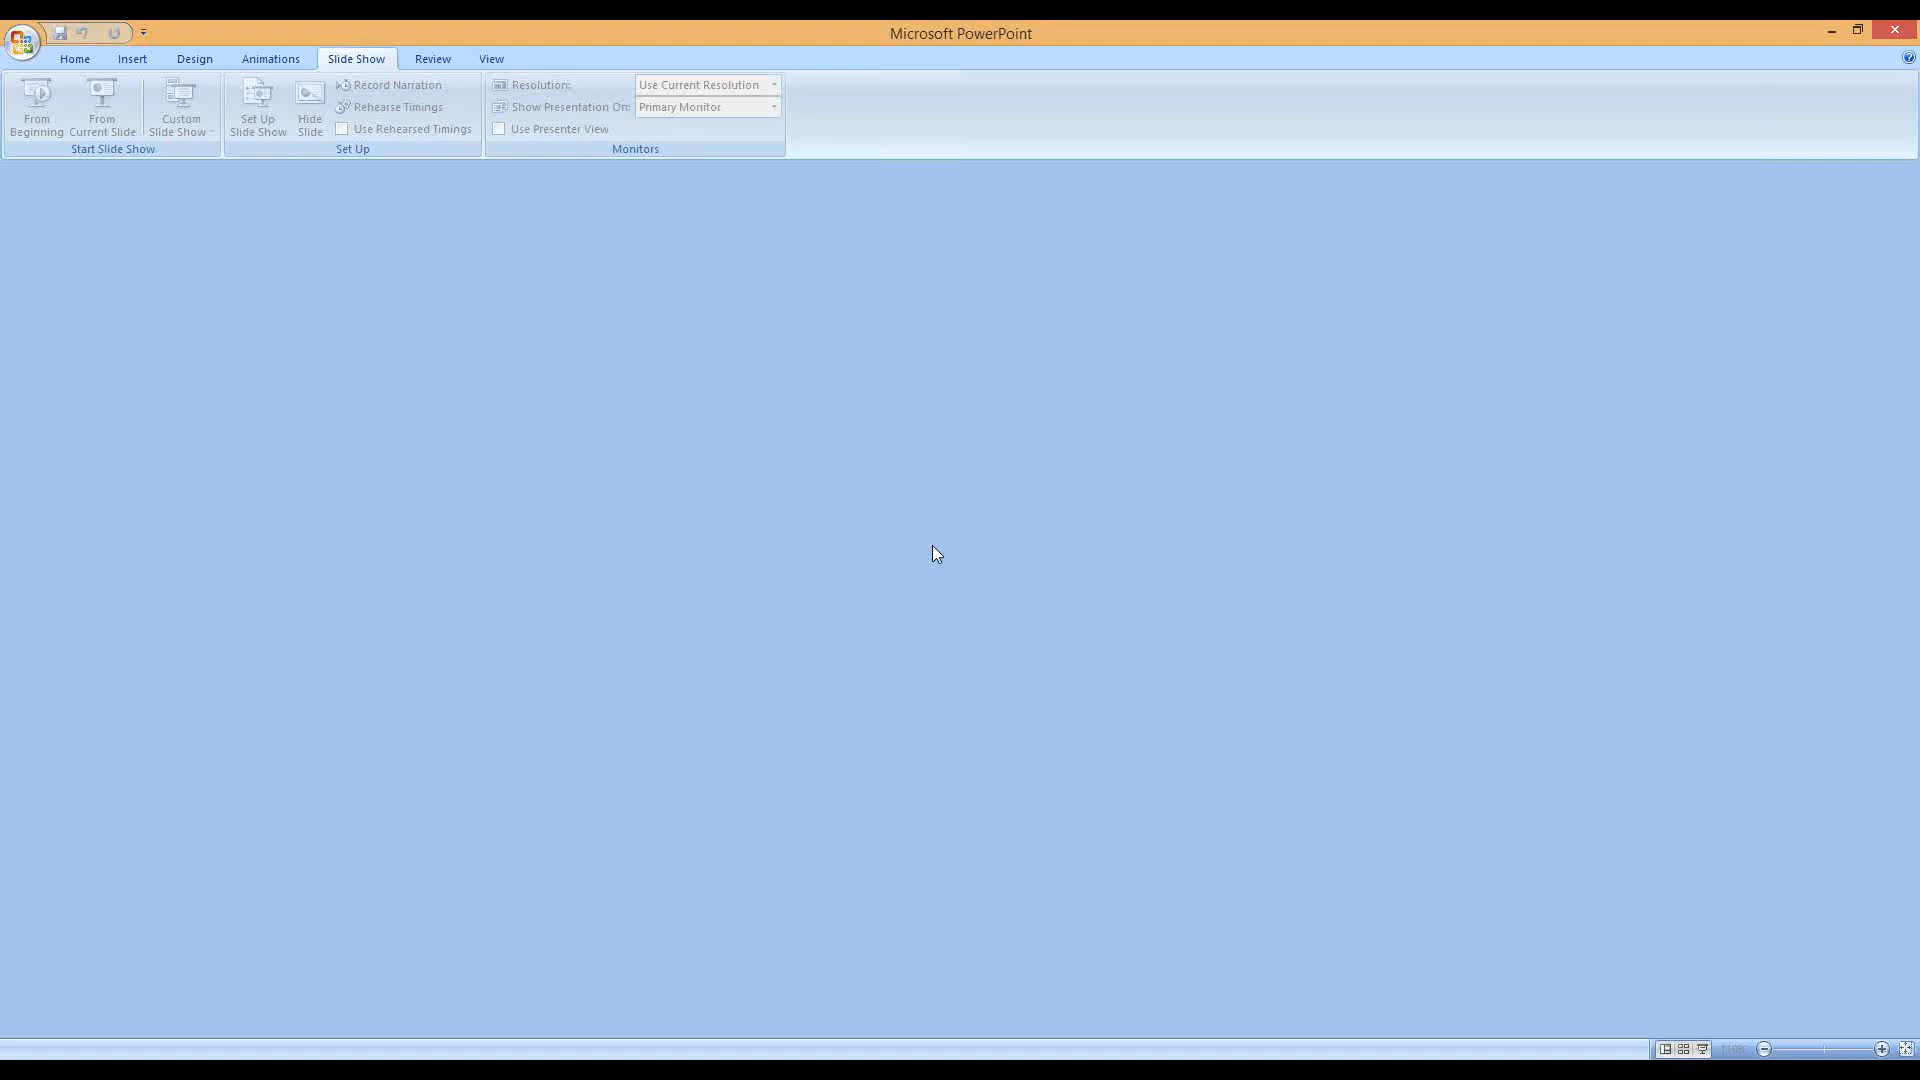 Microsoft PowerPoint
Home Insert Design Animations Slide Show Review View
From Beginning
From Current Slide
Custom Slide Show
Start Slide Show
Set Up Slide Show
Hide Slide
Record Narration
Rehearse Timings
Use Rehearsed Timings
Set Up
Resolution: Use Current Resolution
Show Presentation On: Primary Monitor
Use Presenter View
Monitors